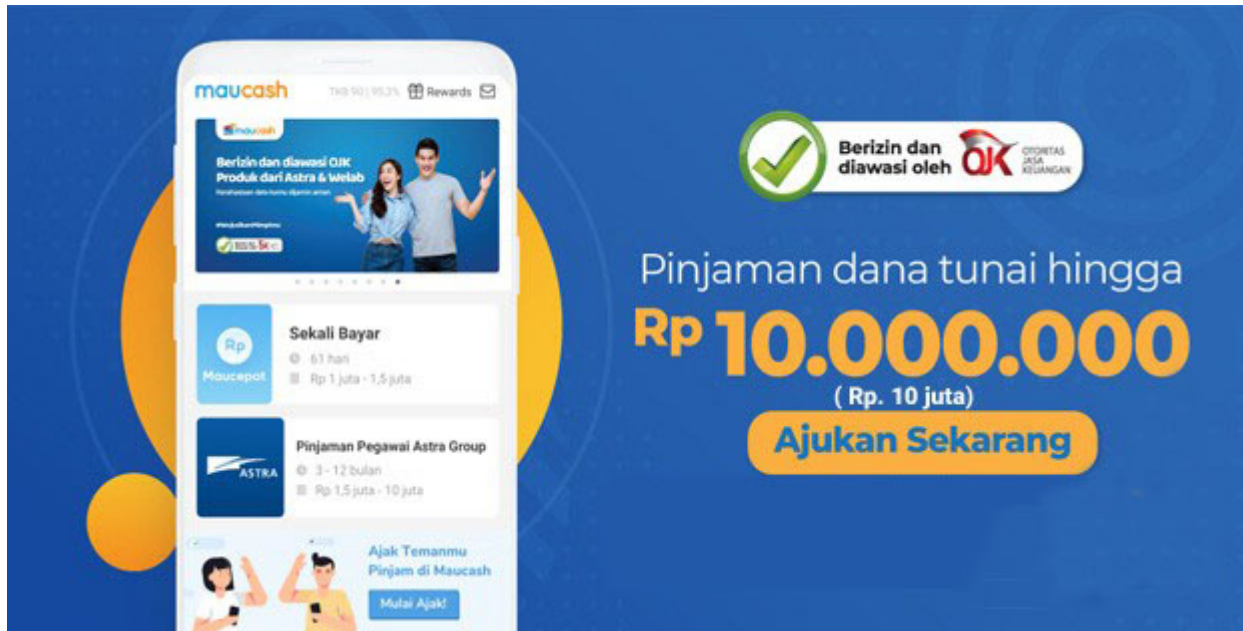 maucash
TKB 90 | 95.3%
Rewards
maucash
Berizin dan diawasi OJK
Produk dari Astra & Welab
#WujudkanMimpimu
Rp
Maucepat
Sekali Bayar
61 hari
Rp 1 juta - 1,5 juta
ASTRA
Pinjaman Pegawai Astra Group
3 - 12 bulan
Rp 1,5 juta - 10 juta
Ajak Temanmu
Pinjam di Maucash
Mulai Ajak!
Berizin dan
diawasi oleh
OJK
OTORITAS
JASA
KEUANGAN
Pinjaman dana tunai hingga
Rp 10.000.000
( Rp. 10 juta)
Ajukan Sekarang